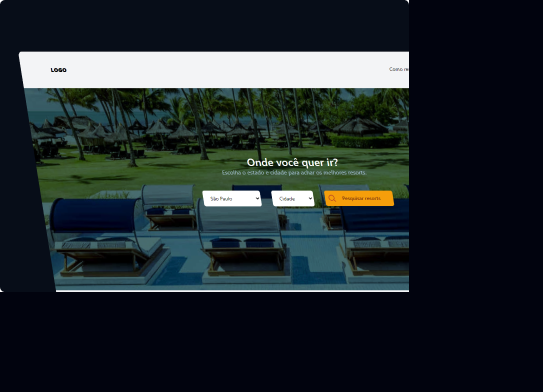 LOGO
Como re
Onde você quer ir?
Escolha o estado e cidade para achar os melhores resorts.
São Paulo
Cidade
Pesquisar resorts